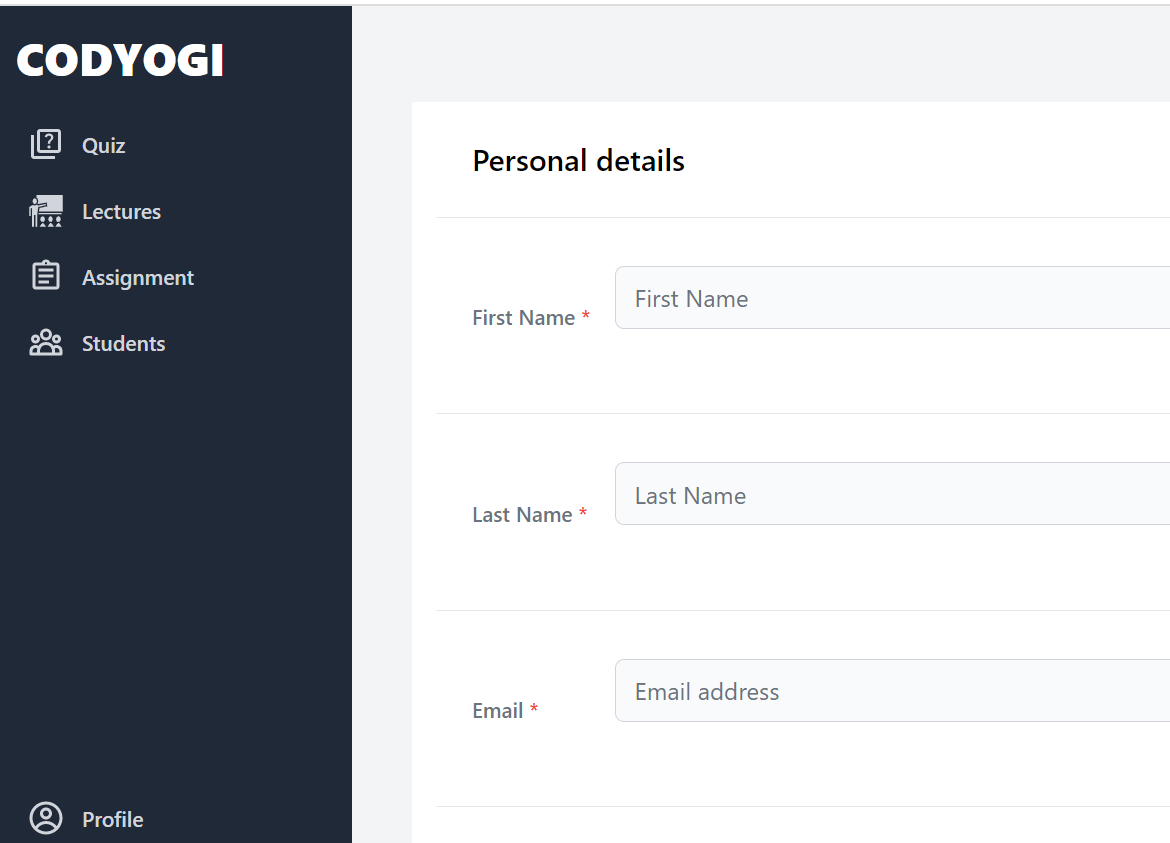 CODYOGI
Quiz
Lectures
Assignment
Students
Profile
Personal details
First Name *
First Name
Last Name *
Last Name
Email *
Email address